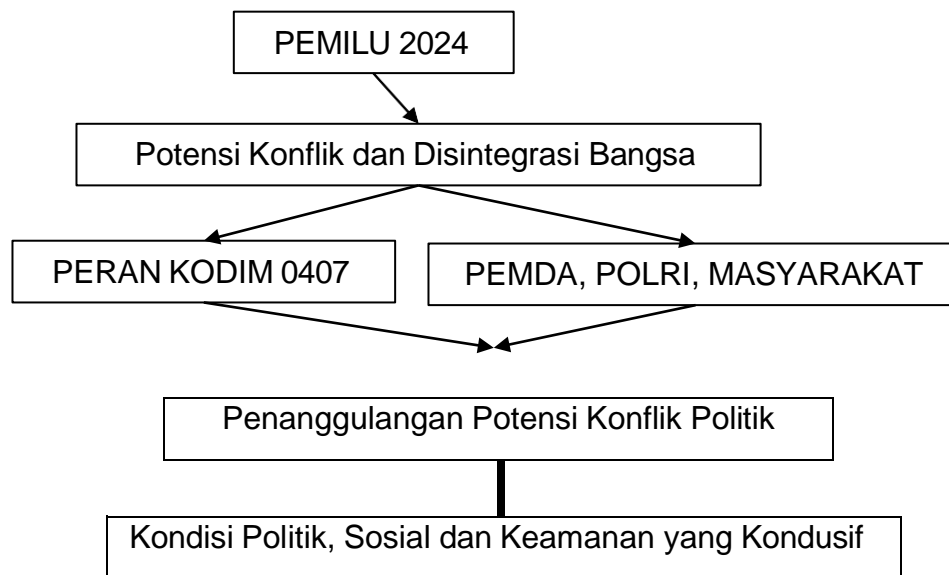 PEMILU 2024
Potensi Konflik dan Disintegrasi Bangsa
PERAN KODIM 0407
PEMDA, POLRI, MASYARAKAT
Penanggulangan Potensi Konflik Politik
Kondisi Politik, Sosial dan Keamanan yang Kondusif